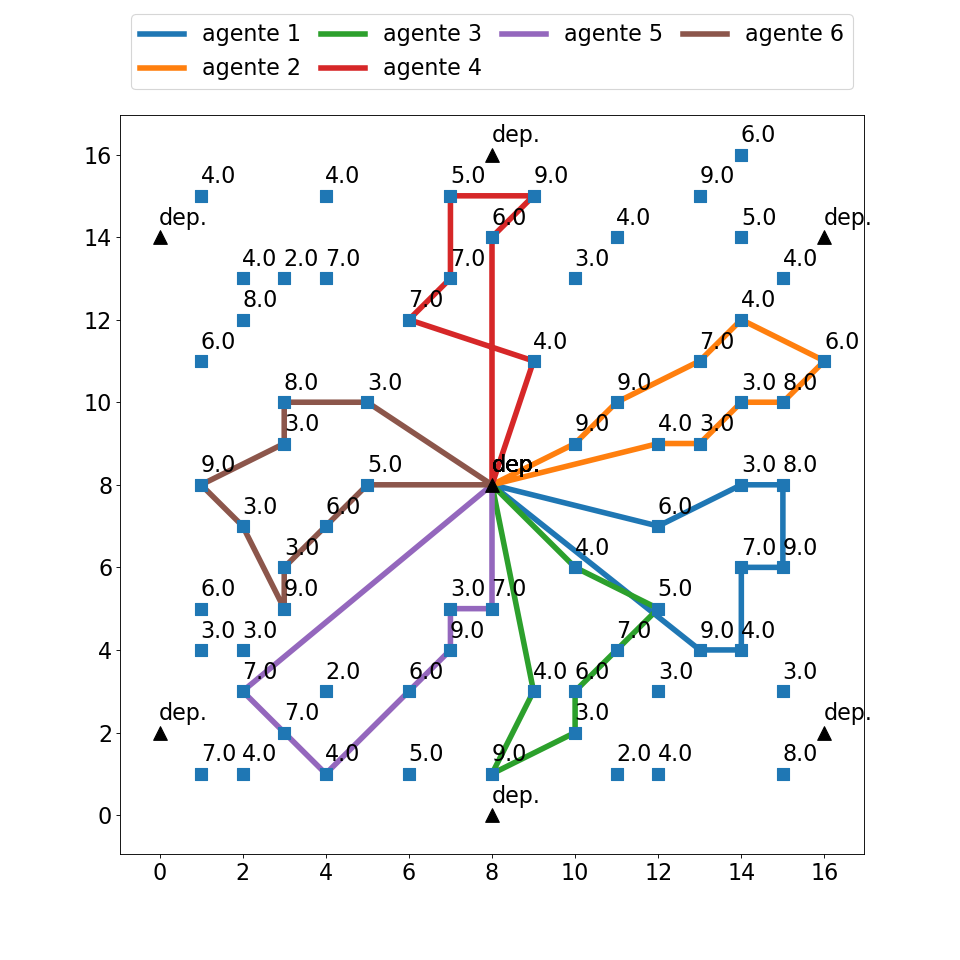 agente 1 agente 3 agente 5 agente 6
agente 2 agente 4
6.0
dep.
16
4.0 4.0 5.0 9.0 9.0
dep. 6.0 4.0 5.0 dep.
14
4.0 2.0 7.0 7.0 3.0 4.0
8.0 7.0 4.0
12
6.0 4.0 7.0 6.0
8.0 3.0 9.0 3.0 8.0
10
3.0 9.0 4.0 3.0
9.0 5.0 dep. 3.0 8.0
8
3.0 6.0 6.0
3.0 4.0 7.0 9.0
6
6.0 9.0 3.0 7.0 5.0
3.0 3.0 9.0 7.0 9.0 4.0
4
7.0 2.0 6.0 4.0 6.0 3.0 3.0
dep. 7.0 3.0 dep.
2
7.0 4.0 4.0 5.0 9.0 2.0 4.0 8.0
dep.
0
0 2 4 6 8 10 12 14 16